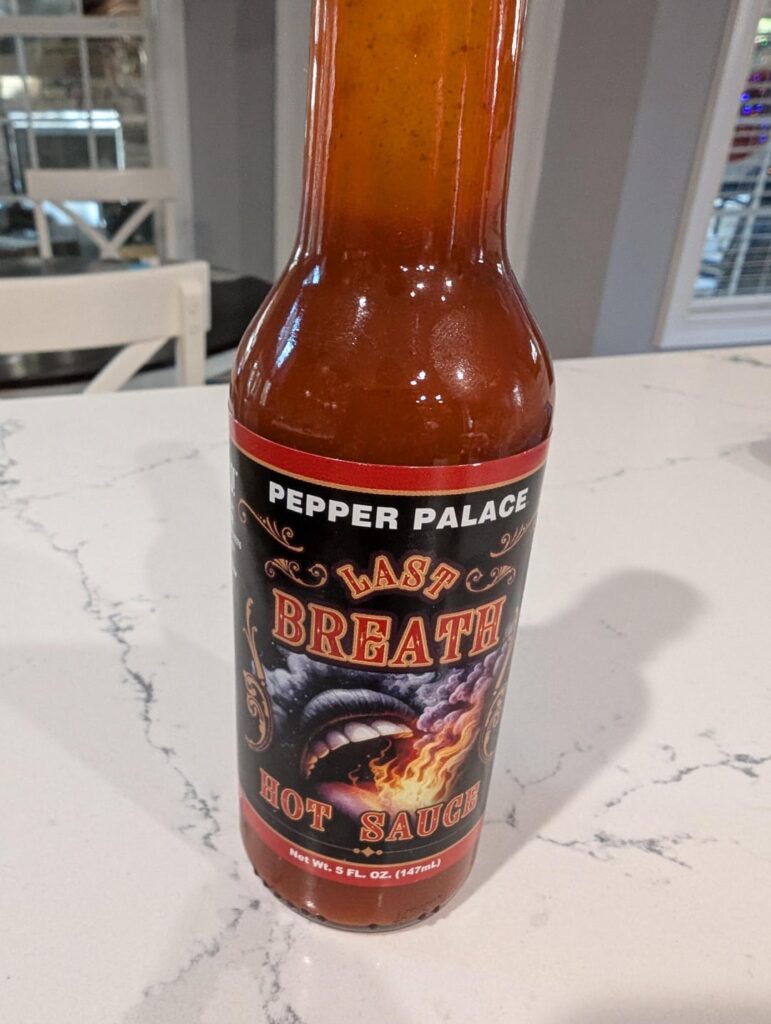 PEPPER PALACE
LAST
BREATH
HOT SAUCE
Net Wt. 5 FL. OZ. (147mL)